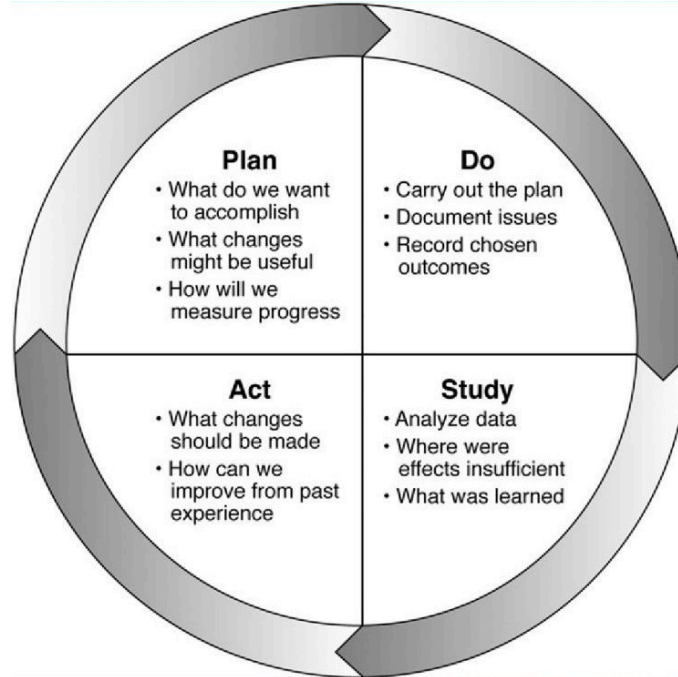 Plan
• What do we want
to accomplish
• What changes
might be useful
• How will we
measure progress
Do
• Carry out the plan
• Document issues
• Record chosen
outcomes
Act
• What changes
should be made
• How can we
improve from past
experience
Study
• Analyze data
• Where were
effects insufficient
• What was learned